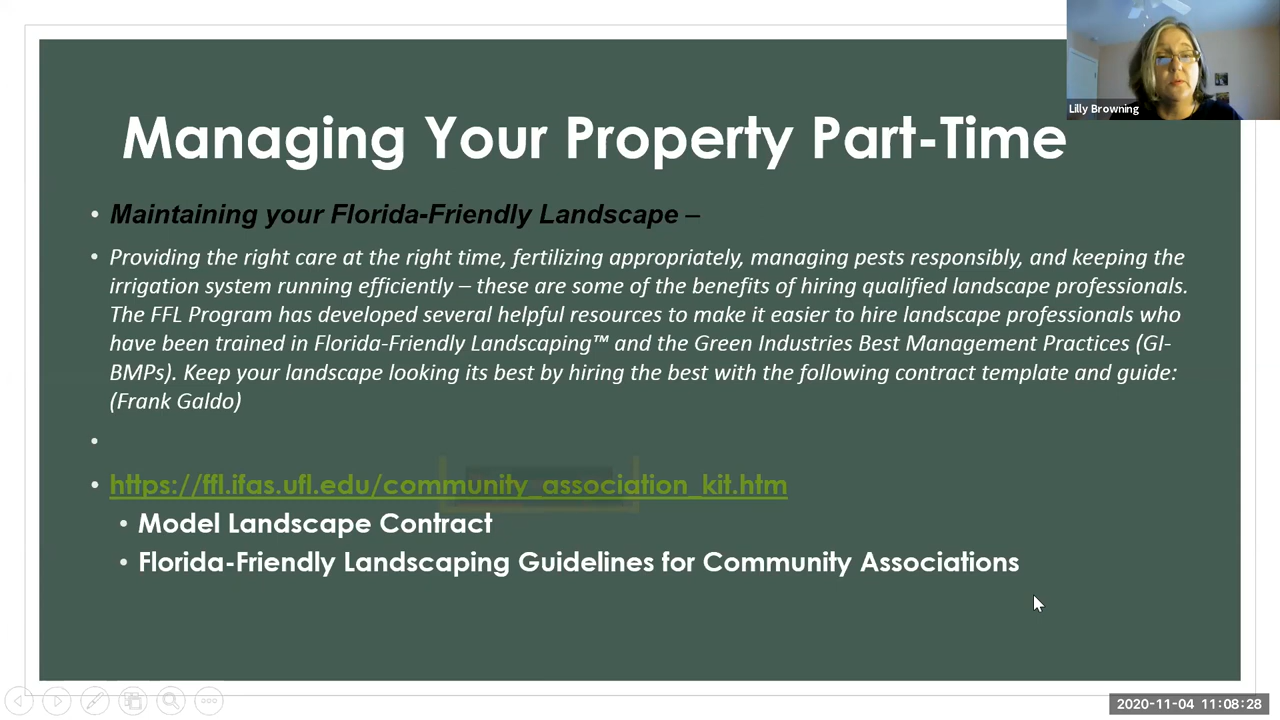 Lilly Browning
Managing Your Property Part-Time
• Maintaining your Florida-Friendly Landscape –
• Providing the right care at the right time, fertilizing appropriately, managing pests responsibly, and keeping the
irrigation system running efficiently – these are some of the benefits of hiring qualified landscape professionals.
The FFL Program has developed several helpful resources to make it easier to hire landscape professionals who
have been trained in Florida-Friendly Landscaping™ and the Green Industries Best Management Practices (GI-
BMPs). Keep your landscape looking its best by hiring the best with the following contract template and guide:
(Frank Galdo)
•
• https://ffl.ifas.ufl.edu/community_association_kit.htm
• Model Landscape Contract
• Florida-Friendly Landscaping Guidelines for Community Associations
2020-11-04 11:08:28